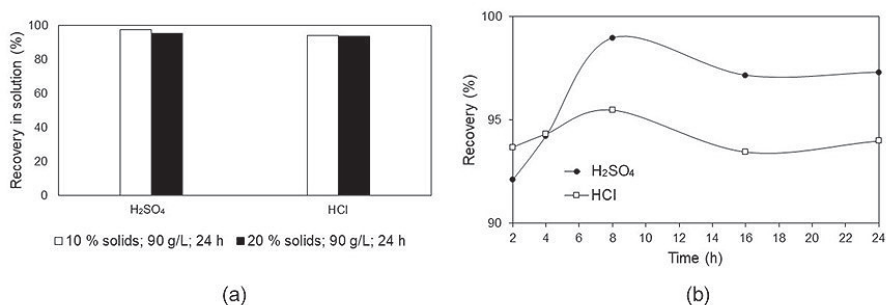 Recovery in solution (%)
100
80
60
40
20
0
H₂SO₄
HCl
10 % solids; 90 g/L; 24 h
20 % solids; 90 g/L; 24 h
(a)
Recovery (%)
100
95
90
H₂SO₄
HCl
2 4 6 8 10 12 14 16 18 20 22 24
Time (h)
(b)